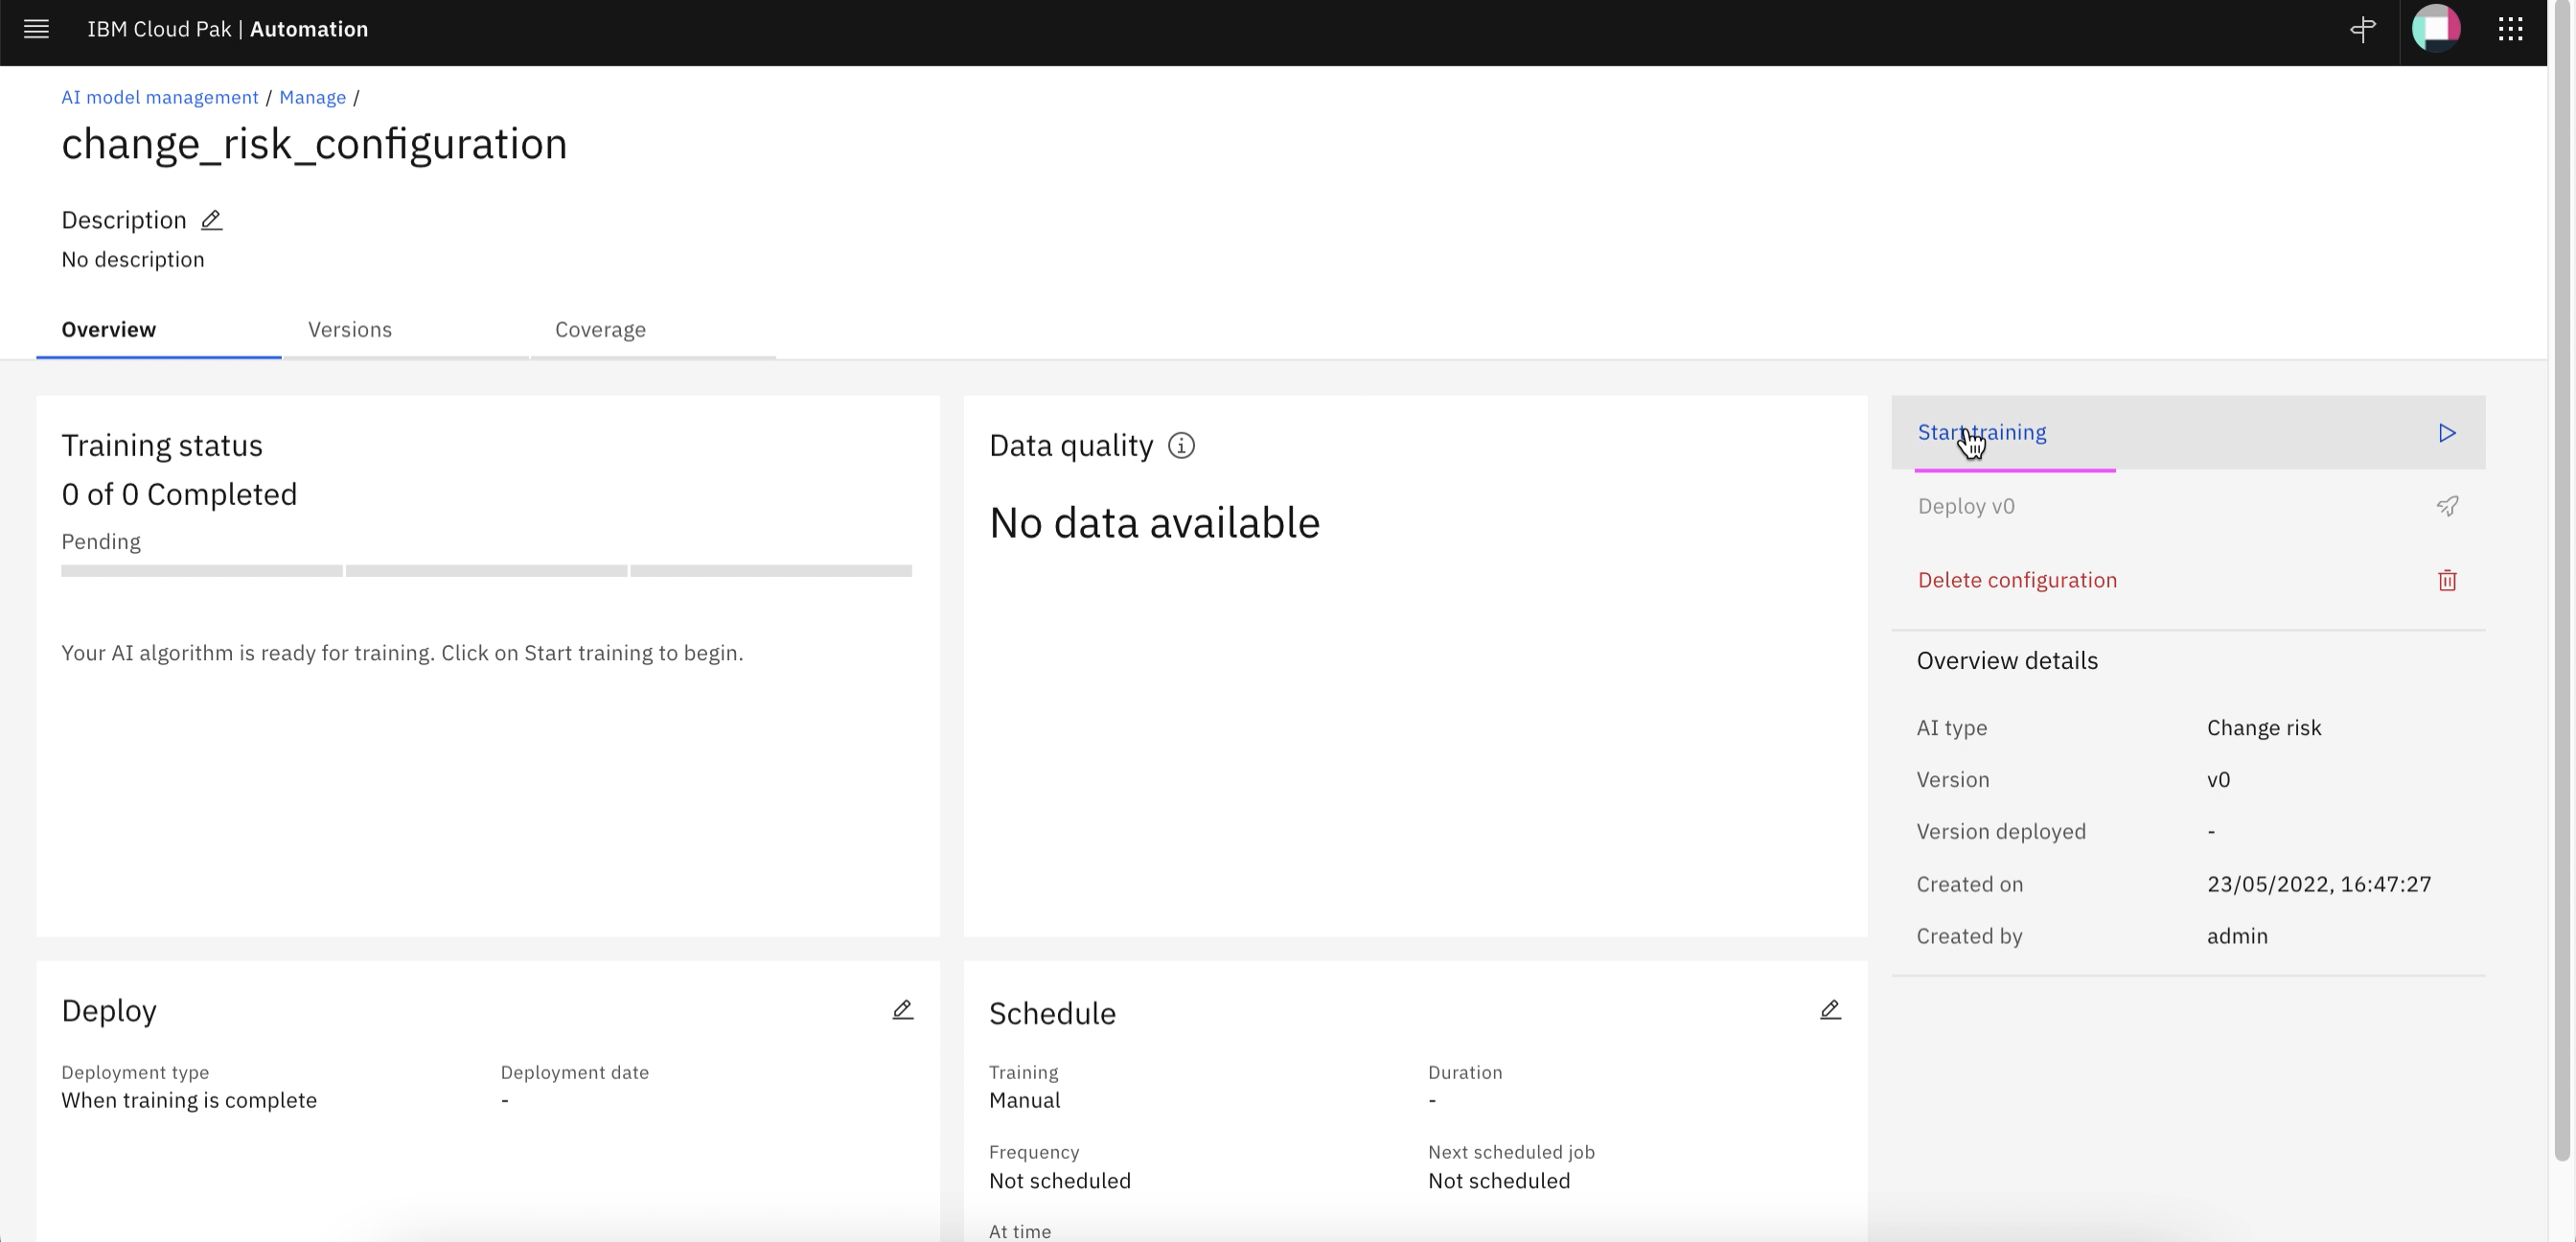 IBM Cloud Pak | Automation
AI model management / Manage /
change_risk_configuration
Description
No description
Overview
Versions
Coverage
Training status
0 of 0 Completed
Pending
Your AI algorithm is ready for training. Click on Start training to begin.
Data quality
No data available
Start training
Deploy v0
Delete configuration
Overview details
AI type Change risk
Version v0
Version deployed -
Created on 23/05/2022, 16:47:27
Created by admin
Deploy
Deployment type
When training is complete
Deployment date
-
Schedule
Training
Manual
Duration
-
Frequency
Not scheduled
Next scheduled job
Not scheduled
At time